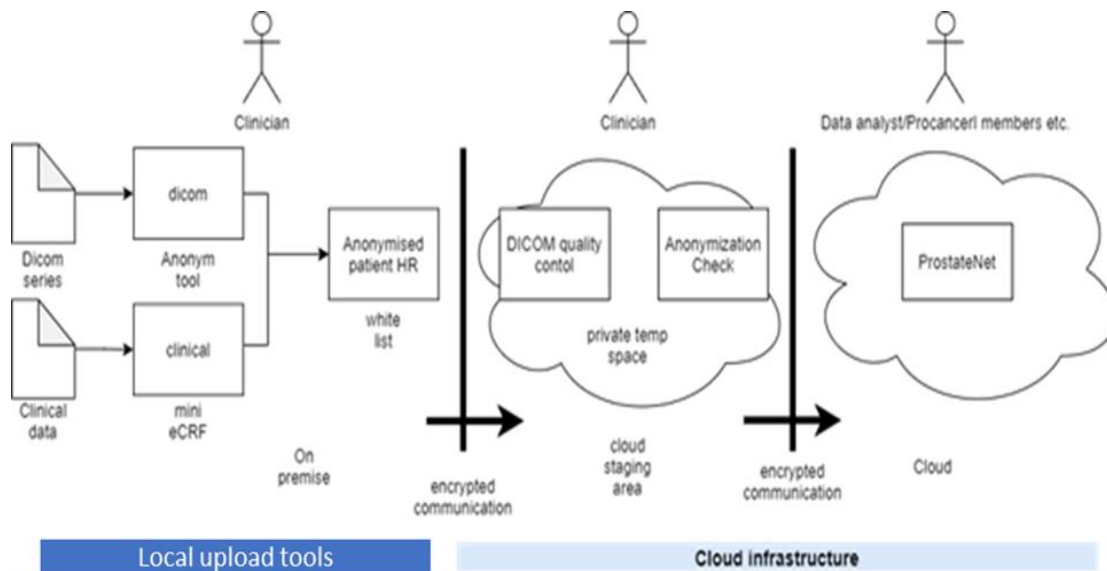 Clinician
Clinician
Data analyst/Procancerl members etc.
dicom
Dicom
series
Anonym
tool
clinical
Clinical
data
mini
eCRF
Anonymised
patient HR
white
list
On
premise
encrypted
communication
DICOM quality
contol
Anonymization
Check
private temp
space
cloud
staging
area
encrypted
communication
ProstateNet
Cloud
Local upload tools
Cloud infrastructure